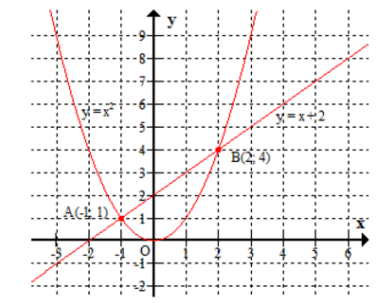 y
9
8
7
6
5
4
3
2
1
y = x²
y = x + 2
B(2; 4)
A(-1; 1)
x
O
-3 -2 -1 1 2 3 4 5 6
-1
-2